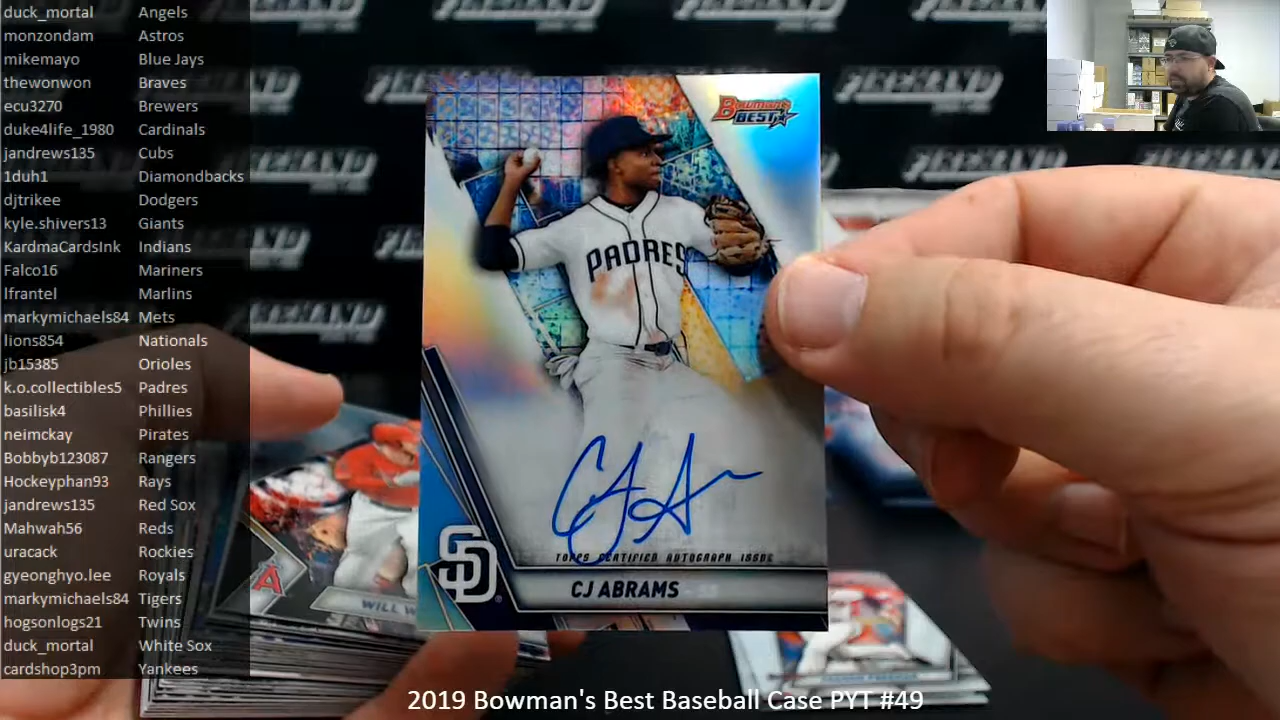 duck_mortal Angels
monzondam Astros
mikemayo Blue Jays
thewonwon Braves
ecu3270 Brewers
duke4life_1980 Cardinals
jandrews135 Cubs
1duh1 Diamondbacks
djtrikee Dodgers
kyle.shivers13 Giants
KardmaCardsInk Indians
Falco16 Mariners
lfrantel Marlins
markymichaels84 Mets
lions854 Nationals
jb15385 Orioles
k.o.collectibles5 Padres
basilisk4 Phillies
neimckay Pirates
Bobbyb123087 Rangers
Hockeyphan93 Rays
jandrews135 Red Sox
Mahwah56 Reds
uracack Rockies
gyeonghyo.lee Royals
markymichaels84 Tigers
hogsonlogs21 Twins
duck_mortal White Sox
cardshop3pm Yankees
FIREHAND
Bowman's
BEST
PADRES
TOPPS CERTIFIED AUTOGRAPH ISSUE
SD
CJ ABRAMS
A
WILL W
2019 Bowman's Best Baseball Case PYT #49